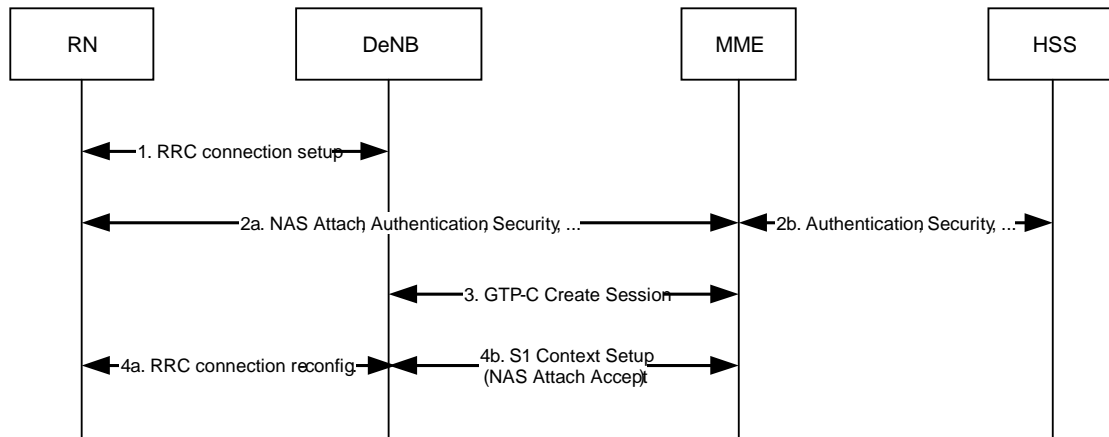 RN
DeNB
MME
HSS
1. RRC connection setup
2a. NAS Attach, Authentication, Security, ...
2b. Authentication, Security, ...
3. GTP-C Create Session
4a. RRC connection reconfig.
4b. S1 Context Setup
(NAS Attach Accept)